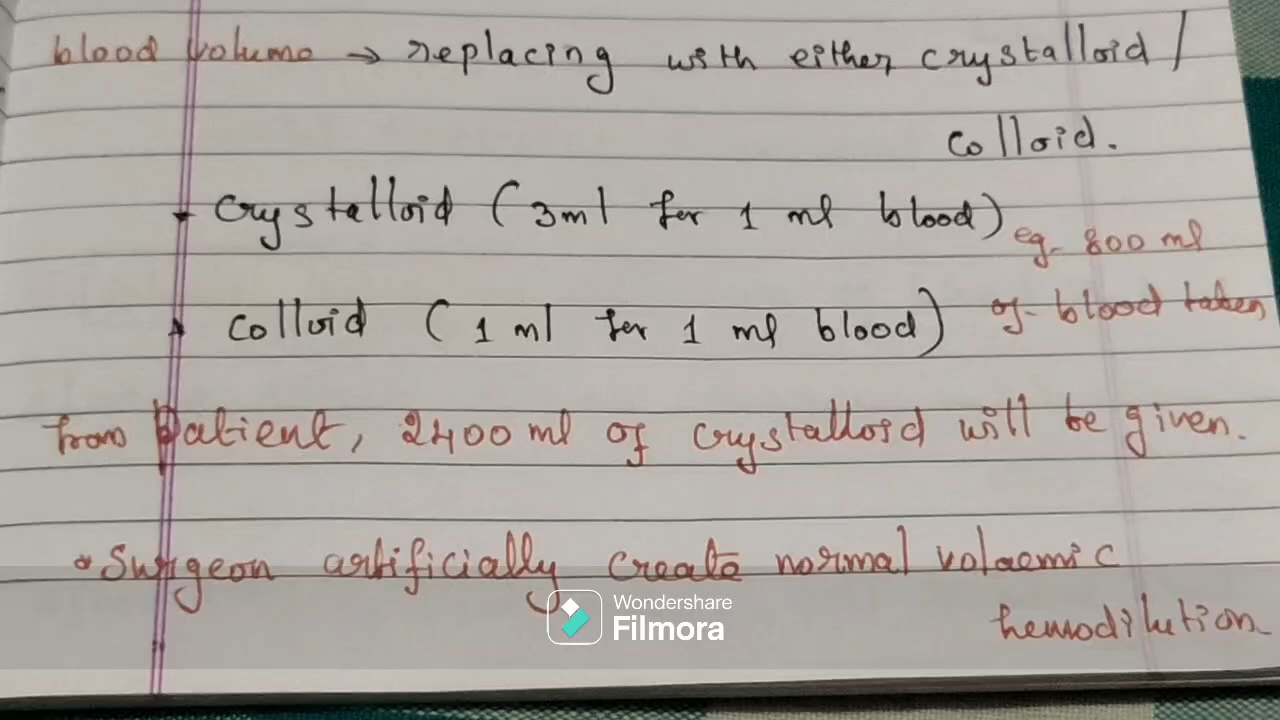 blood volume → replacing with either crystalloid /
colloid.
- crystalloid (3ml for 1 ml blood) eg. 800 ml
colloid (1 ml for 1 ml blood) of blood taken
from Patient, 2400 ml of crystalloid will be given.
• Surgeon artificially create normal volaemic
hemodilution
Wondershare
Filmora